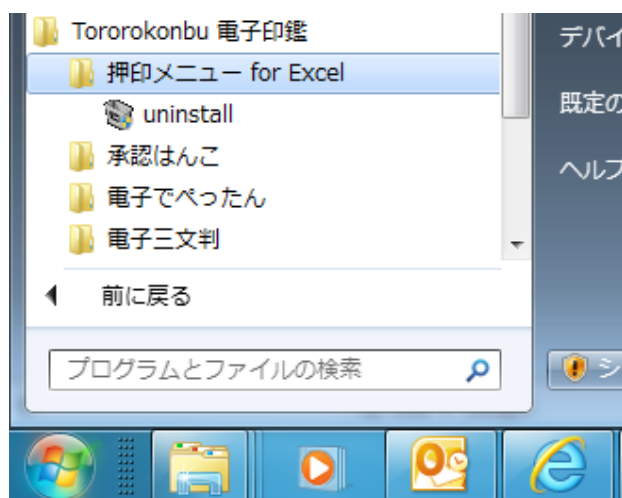 Tororokonbu 電子印鑑
押印メニュー for Excel
uninstall
承認はんこ
電子でぺったん
電子三文判
前に戻る
プログラムとファイルの検索
デバイ
既定の
ヘルプ
シ